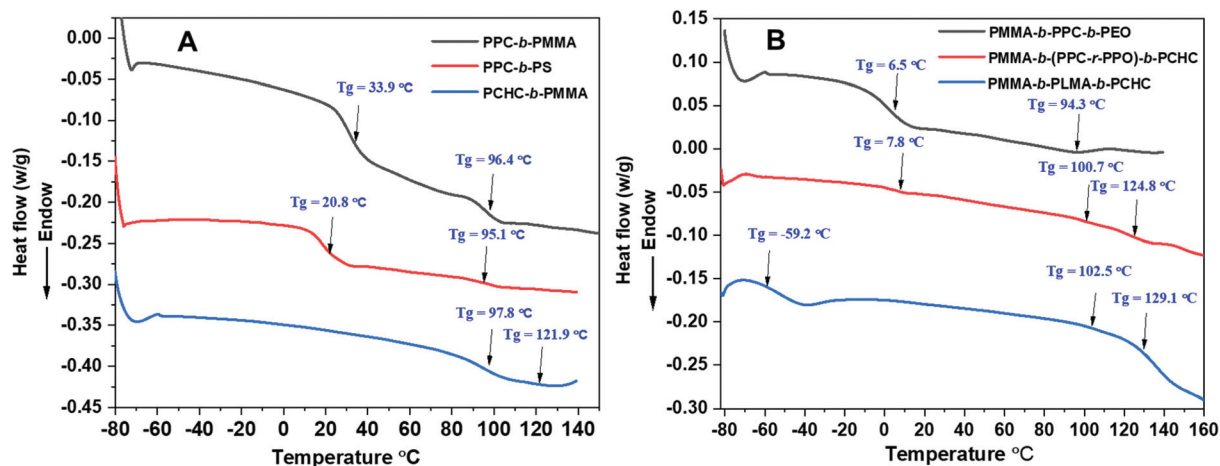 A
PPC-b-PMMA
PPC-b-PS
PCHC-b-PMMA
Tg = 33.9 °C
Tg = 96.4 °C
Tg = 20.8 °C
Tg = 95.1 °C
Tg = 97.8 °C
Tg = 121.9 °C
Heat flow (w/g)
Endow
0.00
-0.05
-0.10
-0.15
-0.20
-0.25
-0.30
-0.35
-0.40
-0.45
-80 -60 -40 -20 0 20 40 60 80 100 120 140
Temperature °C
B
PMMA-b-PPC-b-PEO
PMMA-b-(PPC-r-PPO)-b-PCHC
PMMA-b-PLMA-b-PCHC
Tg = 6.5 °C
Tg = 94.3 °C
Tg = 7.8 °C
Tg = 100.7 °C
Tg = 124.8 °C
Tg = -59.2 °C
Tg = 102.5 °C
Tg = 129.1 °C
Heat flow (w/g)
Endow
0.15
0.10
0.05
0.00
-0.05
-0.10
-0.15
-0.20
-0.25
-0.30
-80 -60 -40 -20 0 20 40 60 80 100 120 140 160
Temperature °C